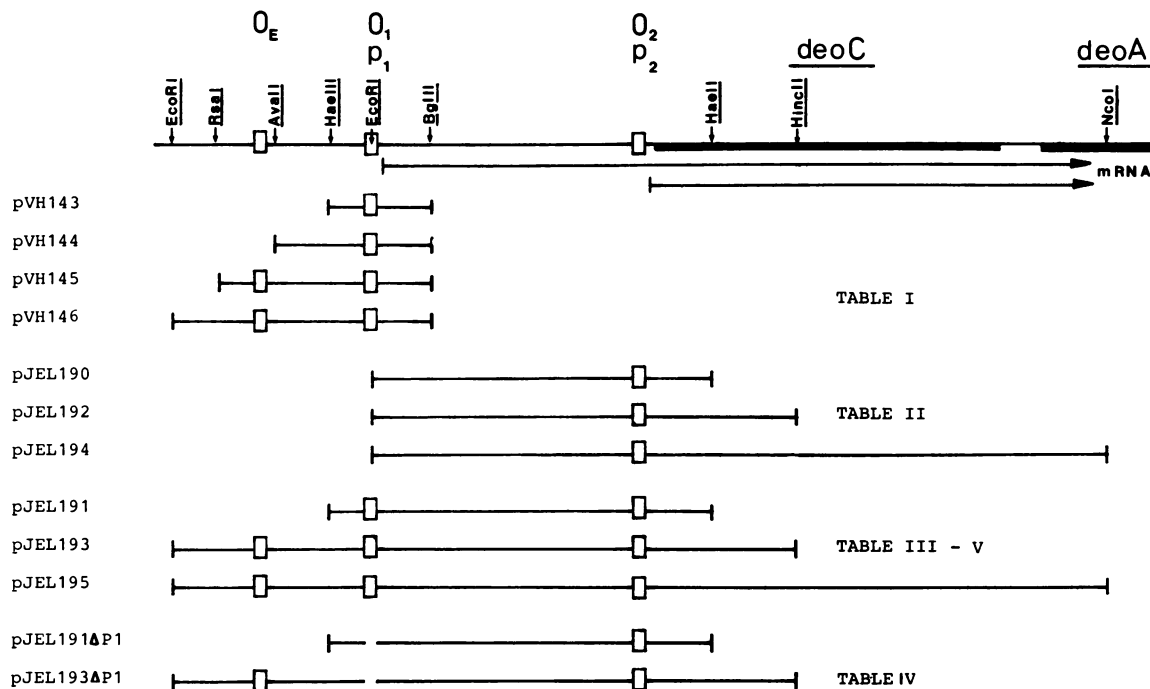 O_E O_1 O_2
P_1 P_2 deoC deoA
EcoRI RsaI AvaII HaeIII EcoRI BglII HaeII HincII NcoI
mRNA
pVH143
pVH144
pVH145
TABLE I
pVH146
pJEL190
pJEL192 TABLE II
pJEL194
pJEL191
pJEL193 TABLE III - V
pJEL195
pJEL191ΔP1
pJEL193ΔP1 TABLE IV